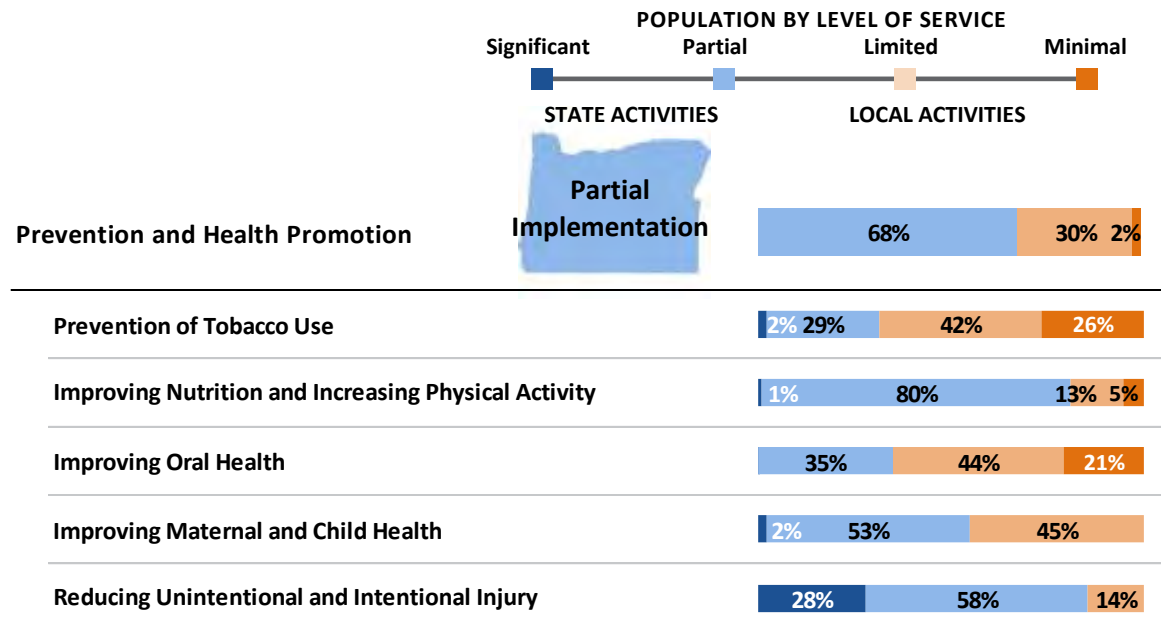 POPULATION BY LEVEL OF SERVICE
Significant Partial Limited Minimal
STATE ACTIVITIES LOCAL ACTIVITIES
Partial
Implementation
Prevention and Health Promotion 68% 30% 2%
Prevention of Tobacco Use 2% 29% 42% 26%
Improving Nutrition and Increasing Physical Activity 1% 80% 13% 5%
Improving Oral Health 35% 44% 21%
Improving Maternal and Child Health 2% 53% 45%
Reducing Unintentional and Intentional Injury 28% 58% 14%